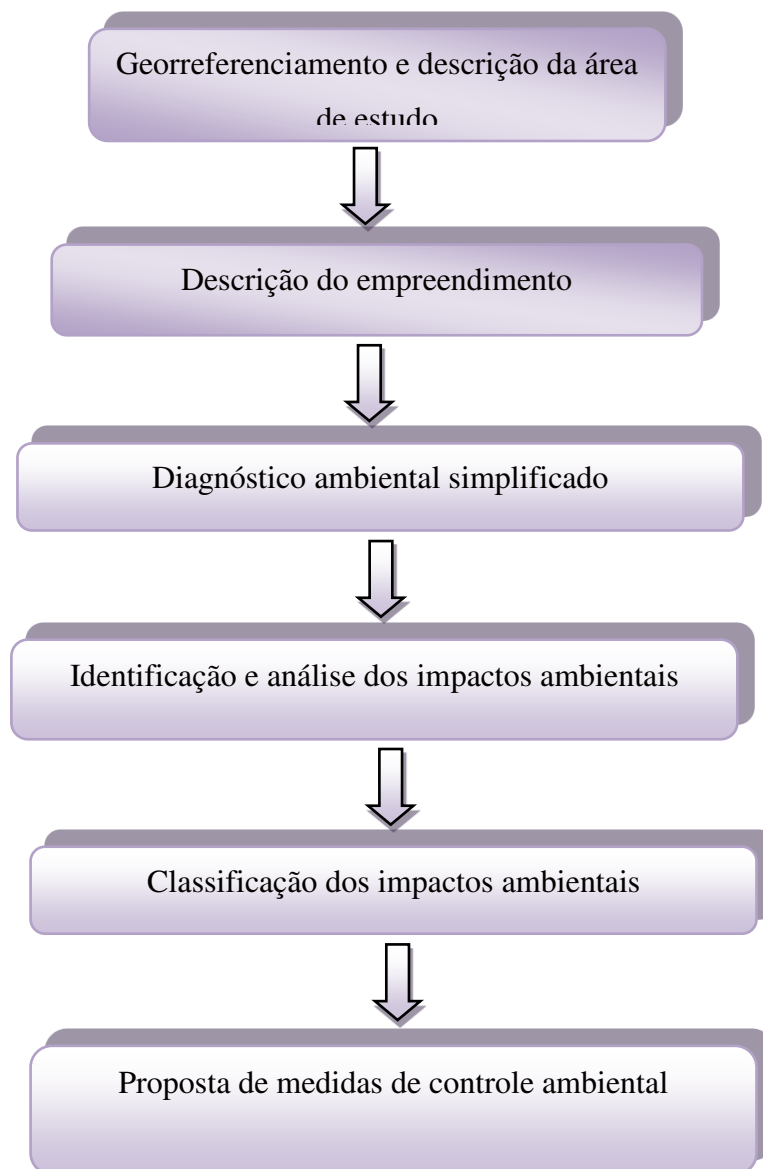 Georreferenciamento e descrição da área
de estudo
Descrição do empreendimento
Diagnóstico ambiental simplificado
Identificação e análise dos impactos ambientais
Classificação dos impactos ambientais
Proposta de medidas de controle ambiental